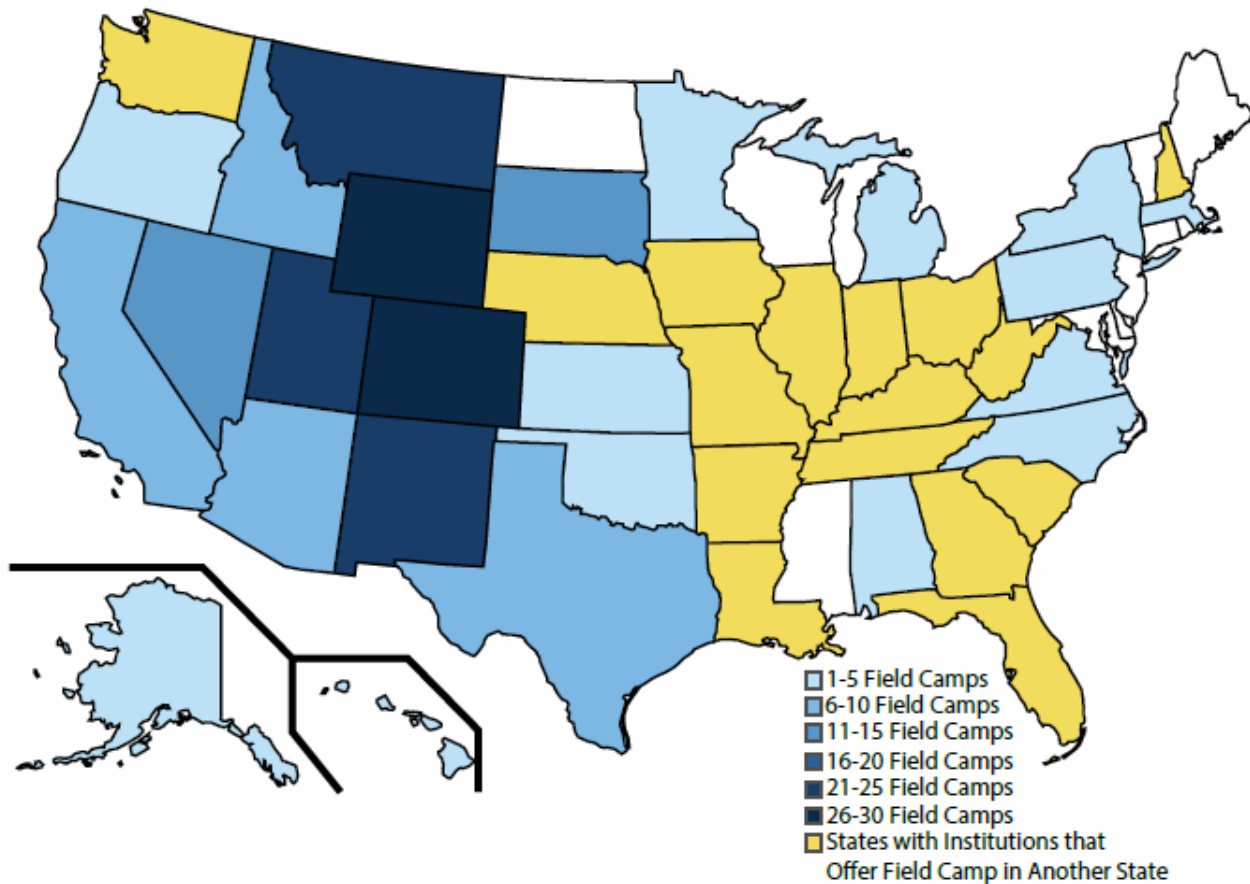 1-5 Field Camps
6-10 Field Camps
11-15 Field Camps
16-20 Field Camps
21-25 Field Camps
26-30 Field Camps
States with Institutions that
Offer Field Camp in Another State